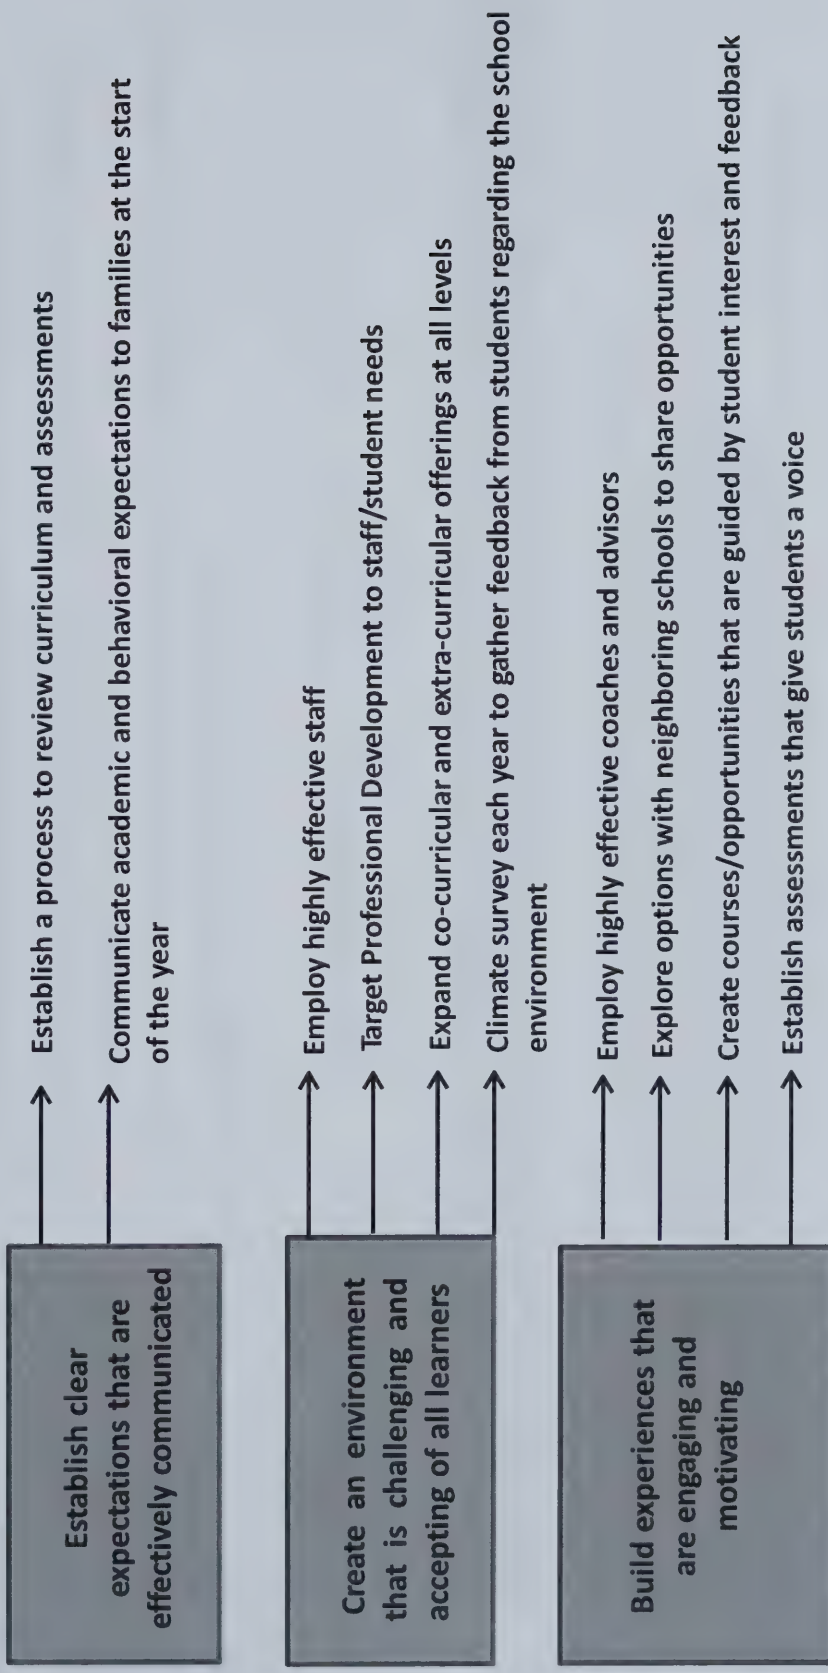 Establish clear
expectations that are
effectively communicated
Establish a process to review curriculum and assessments
Communicate academic and behavioral expectations to families at the start
of the year
Create an environment
that is challenging and
accepting of all learners
Employ highly effective staff
Target Professional Development to staff/student needs
Expand co-curricular and extra-curricular offerings at all levels
Climate survey each year to gather feedback from students regarding the school
environment
Build experiences that
are engaging and
motivating
Employ highly effective coaches and advisors
Explore options with neighboring schools to share opportunities
Create courses/opportunities that are guided by student interest and feedback
Establish assessments that give students a voice